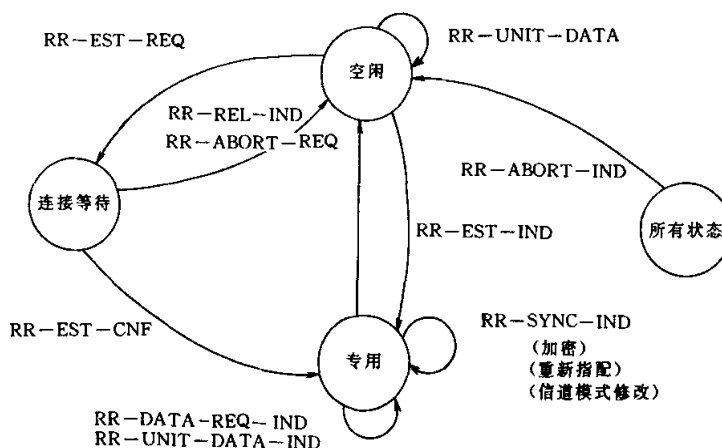 RR-EST-REQ
RR-UNIT-DATA
空闲
RR-REL-IND
RR-ABORT-REQ
RR-ABORT-IND
连接等待
所有状态
RR-EST-IND
RR-EST-CNF
RR-SYNC-IND
(加密)
(重新指配)
(信道模式修改)
专用
RR-DATA-REQ-IND
RR-UNIT-DATA-IND